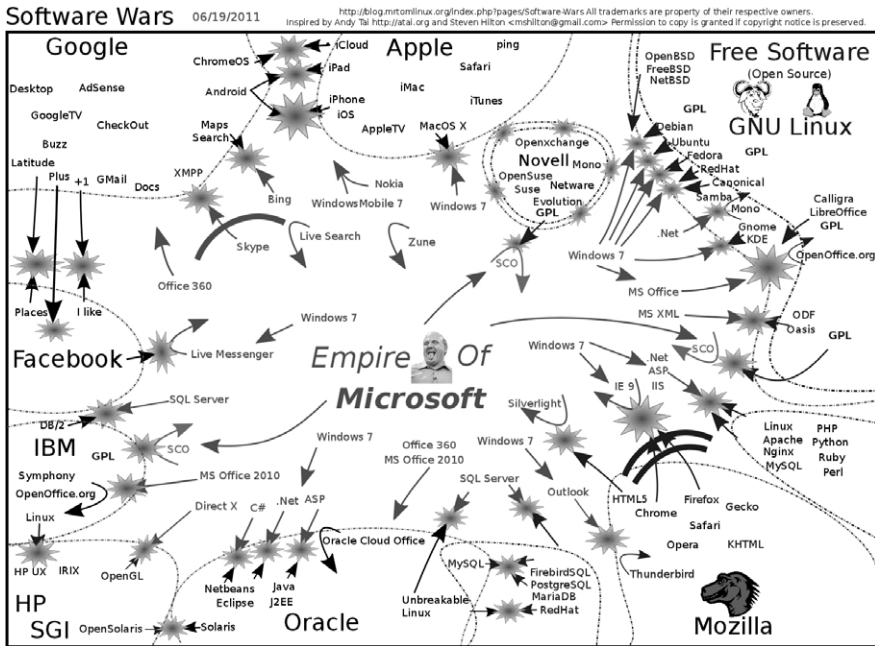 Software Wars 06/19/2011
http://blog.mrtomlinux.org/index.php?pages/Software-Wars All trademarks are property of their respective owners.
Inspired by Andy Tai http://atai.org and Steven Hilton <mshilton@gmail.com> Permission to copy is granted if copyright notice is preserved.
Google
Desktop
AdSense
GoogleTV
CheckOut
Buzz
Latitude
Plus
+1
GMail
Docs
ChromeOS
Android
Maps
Search
XMPP
Apple
iCloud
iPad
iPhone
iOS
ping
Safari
iMac
iTunes
AppleTV
MacOS X
Free Software
(Open Source)
GNU Linux
OpenBSD
FreeBSD
NetBSD
GPL
GPL
Debian
Ubuntu
Fedora
RedHat
Canonical
Samba
Mono
Gnome
KDE
Calligra
LibreOffice
GPL
OpenOffice.org
ODF
Oasis
GPL
Openxchange
Novell
Mono
OpenSuse
Suse
Netware
Evolution
GPL
SCO
Nokia
Windows Mobile 7
Bing
Skype
Live Search
Zune
Windows 7
Windows 7
.Net
MS Office
MS XML
SCO
Office 360
Places
I like
Facebook
Live Messenger
Windows 7
Empire Of
Microsoft
Windows 7
.Net
ASP
IIS
IE 9
Silverlight
SQL Server
DB/2
IBM
GPL
SCO
Symphony
OpenOffice.org
Linux
MS Office 2010
Windows 7
Office 360
MS Office 2010
Windows 7
SQL Server
Outlook
Linux
Apache
Nginx
MySQL
PHP
Python
Ruby
Perl
HTML5
Chrome
Firefox
Gecko
Safari
Opera
KHTML
Thunderbird
Mozilla
Direct X
C#
.Net
ASP
HP UX
IRIX
OpenGL
HP
SGI
OpenSolaris
Solaris
Netbeans
Eclipse
Java
J2EE
Oracle Cloud Office
Oracle
Unbreakable
Linux
MySQL
FirebirdSQL
PostgreSQL
MariaDB
RedHat